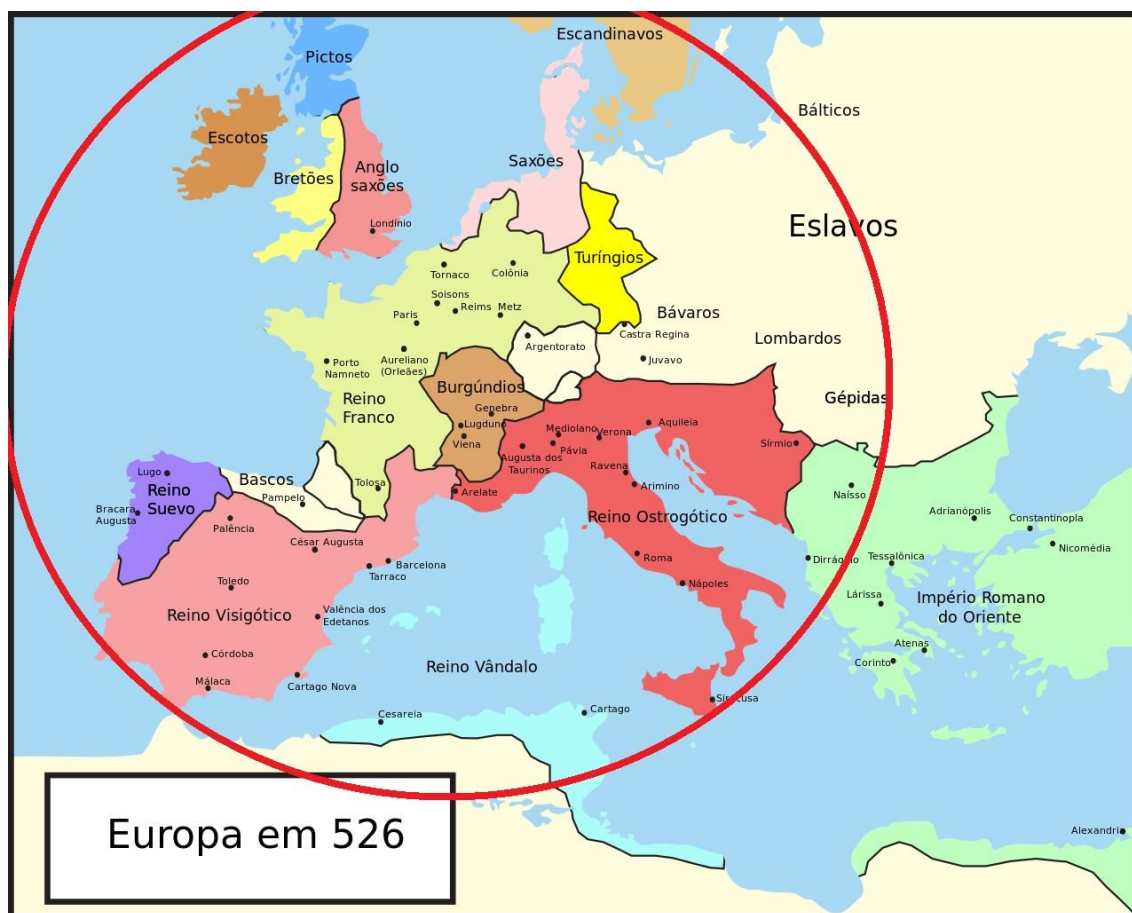 Escandinavos
Pictos
Bálticos
Escotos
Saxões
Anglo
saxões
Bretões
Londínio
Eslavos
Turíngios
Tornaco
Colônia
Soisons
Reims
Metz
Paris
Bávaros
Castra Regina
Lombardos
Argentorato
Juvavo
Porto
Namneto
Aureliano
(Orleães)
Burgúndios
Gépidas
Reino
Franco
Genebra
Lugduno
Viena
Mediolano
Verona
Aquileia
Sírmio
Pávia
Augusta dos
Taurinos
Ravena
Lugo
Bascos
Tolosa
Arelate
Arimino
Naísso
Reino
Suevo
Pampelo
Bracara
Augusta
Palência
Reino Ostrogótico
Adrianópolis
Constantinopla
Nicomédia
César Augusta
Barcelona
Tarraco
Roma
Dirráquio
Tessalônica
Toledo
Nápoles
Lárissa
Império Romano
do Oriente
Reino Visigótico
Valência dos
Edetanos
Atenas
Corinto
Córdoba
Reino Vândalo
Málaca
Cartago Nova
Siracusa
Cesareia
Cartago
Europa em 526
Alexandria